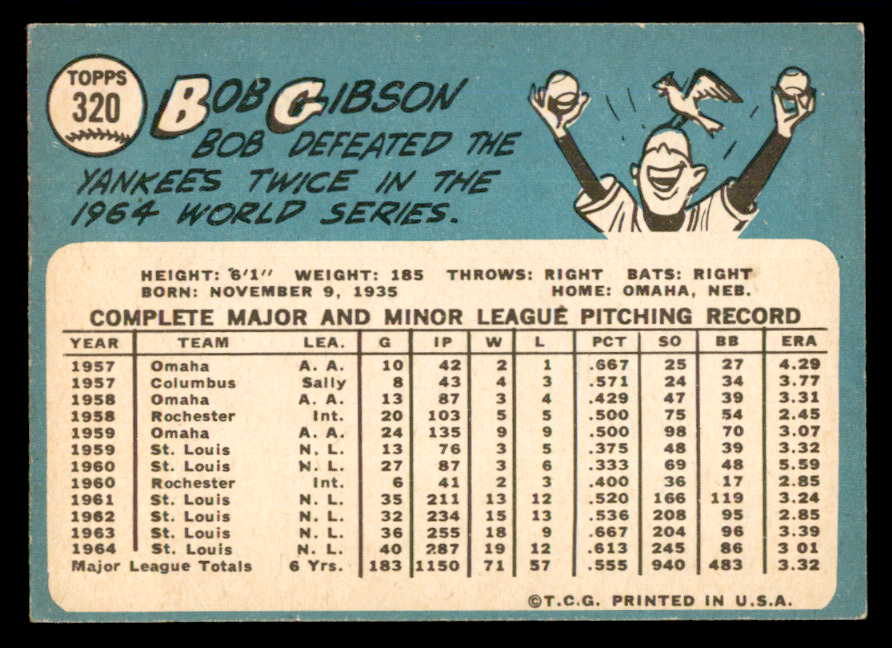 TOPPS
320
BOB GIBSON
BOB DEFEATED THE
YANKEES TWICE IN THE
1964 WORLD SERIES.
HEIGHT: 6'1" WEIGHT: 185 THROWS: RIGHT BATS: RIGHT
BORN: NOVEMBER 9, 1935 HOME: OMAHA, NEB.
COMPLETE MAJOR AND MINOR LEAGUE PITCHING RECORD
YEAR TEAM LEA. G IP W L PCT SO BB ERA
1957 Omaha A. A. 10 42 2 1 .667 25 27 4.29
1957 Columbus Sally 8 43 4 3 .571 24 34 3.77
1958 Omaha A. A. 13 87 3 4 .429 47 39 3.31
1958 Rochester Int. 20 103 5 5 .500 75 54 2.45
1959 Omaha A. A. 24 135 9 9 .500 98 70 3.07
1959 St. Louis N. L. 13 76 3 5 .375 48 39 3.32
1960 St. Louis N. L. 27 87 3 6 .333 69 48 5.59
1960 Rochester Int. 6 41 2 3 .400 36 17 2.85
1961 St. Louis N. L. 35 211 13 12 .520 166 119 3.24
1962 St. Louis N. L. 32 234 15 13 .536 208 95 2.85
1963 St. Louis N. L. 36 255 18 9 .667 204 96 3.39
1964 St. Louis N. L. 40 287 19 12 .613 245 86 3 01
Major League Totals 6 Yrs. 183 1150 71 57 .555 940 483 3.32
©T.C.G. PRINTED IN U.S.A.